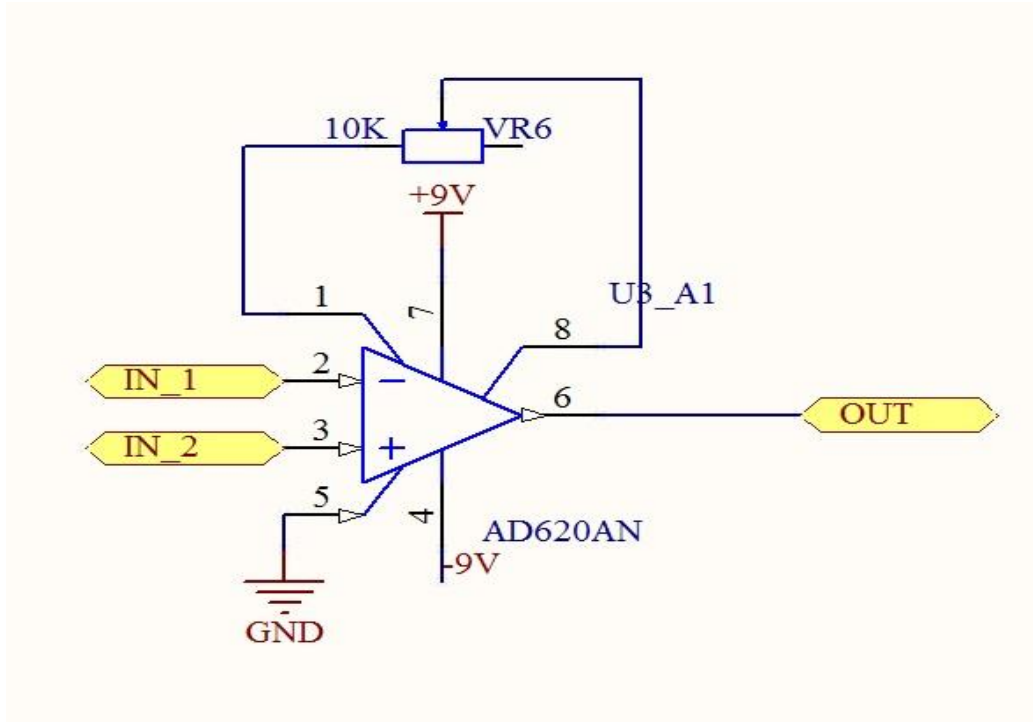 10K
VR6
+9V
U3_A1
1
7
8
2
IN_1
6
OUT
3
IN_2
5
4
AD620AN
-9V
GND